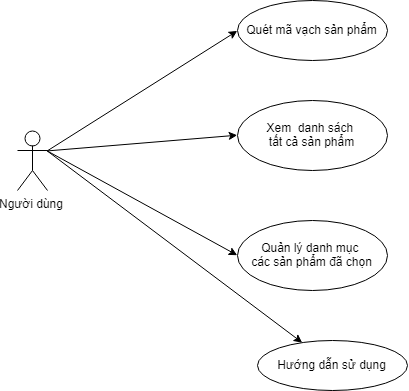 Quét mã vạch sản phẩm
Xem danh sách
tất cả sản phẩm
Người dùng
Quản lý danh mục
các sản phẩm đã chọn
Hướng dẫn sử dụng